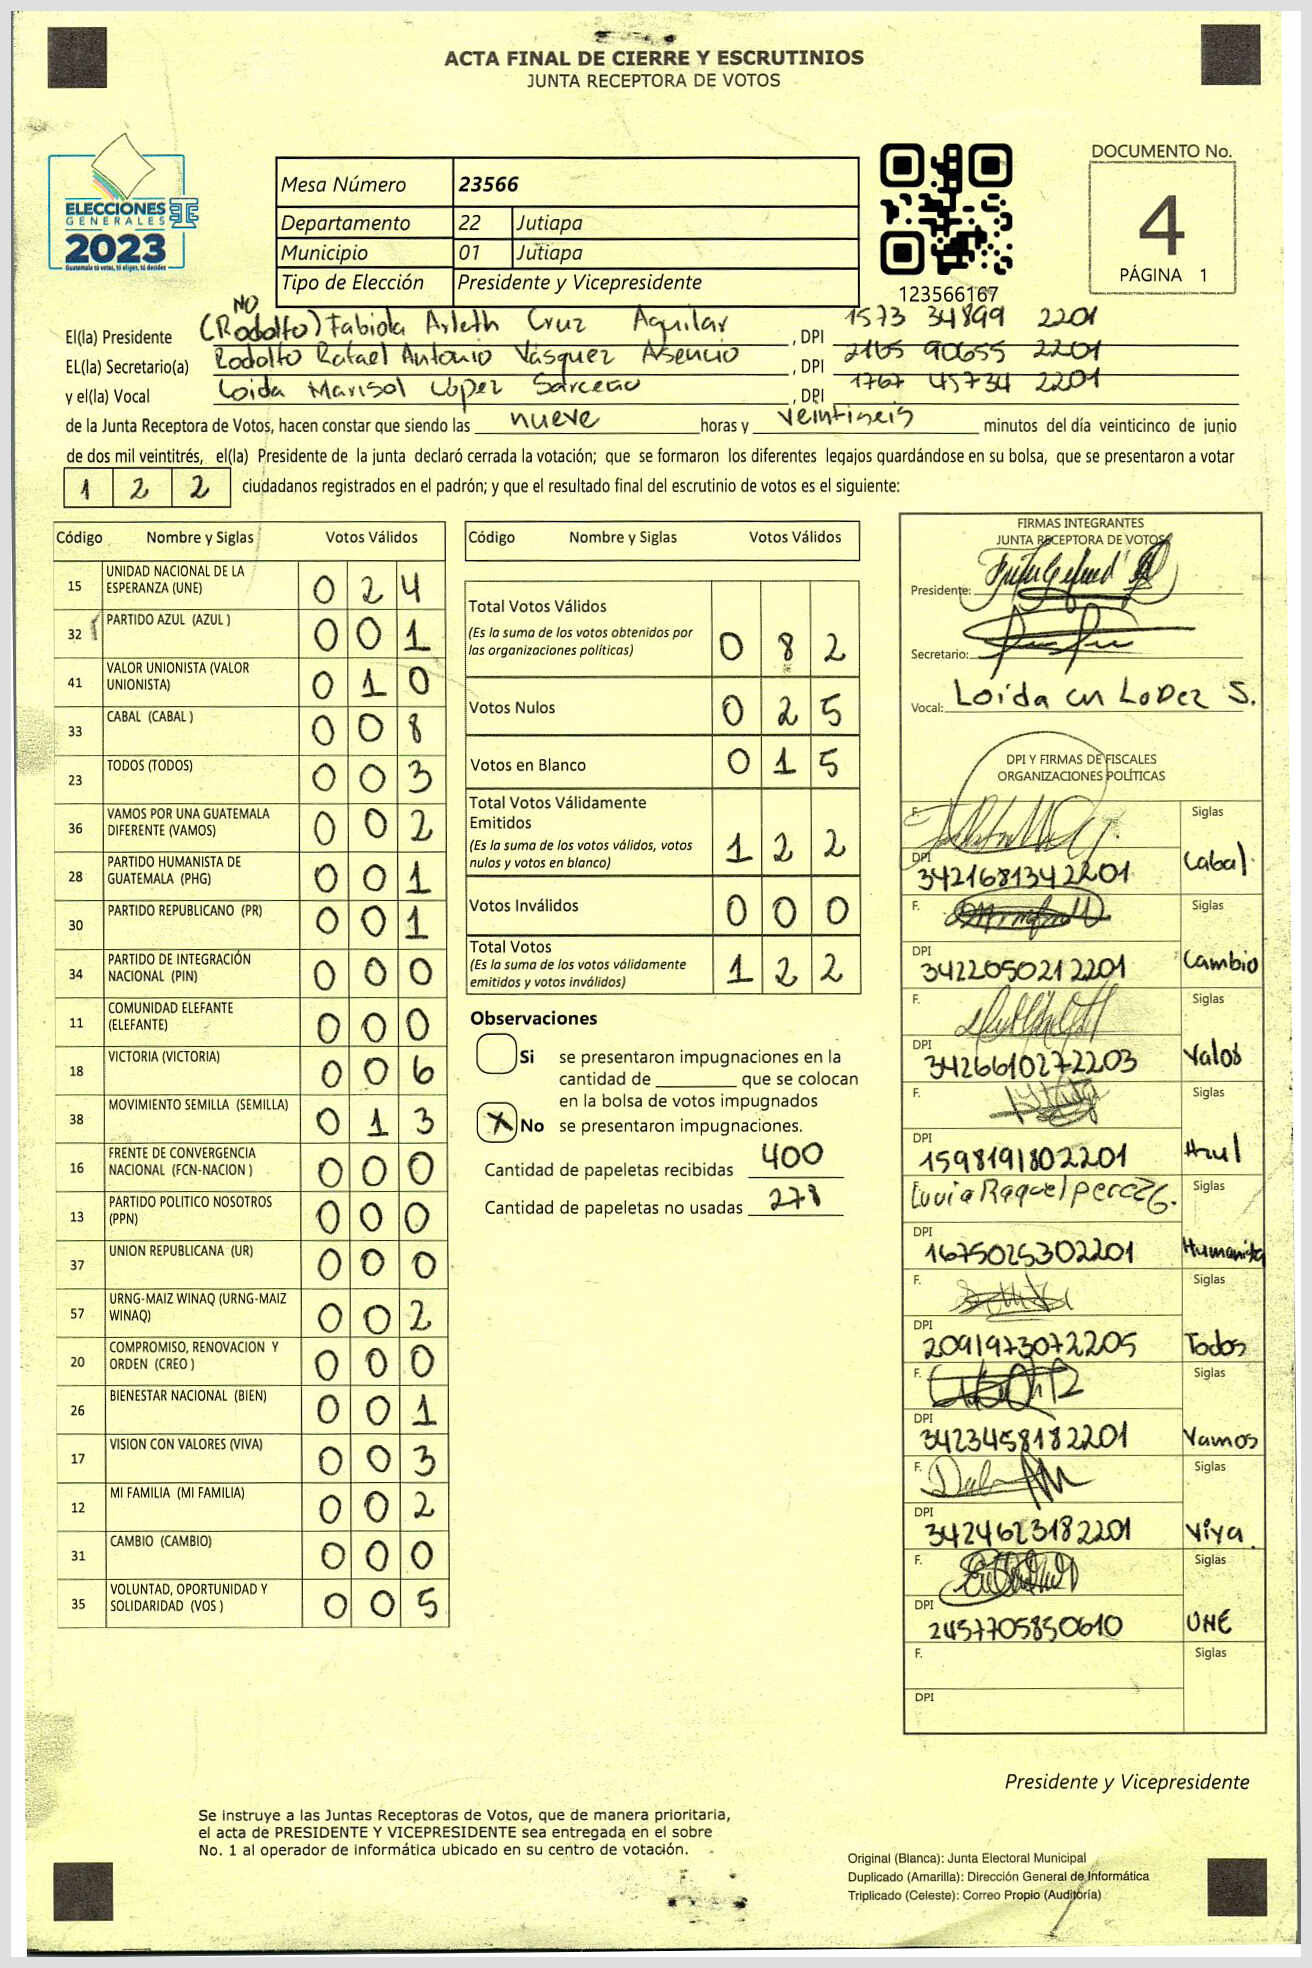 ACTA FINAL DE CIERRE Y ESCRUTINIOS
JUNTA RECEPTORA DE VOTOS
ELECCIONES
GENERALES
2023
Guatemala tú votas, tú eliges, tú decides
Mesa Número 23566
Departamento 22 Jutiapa
Municipio 01 Jutiapa
Tipo de Elección Presidente y Vicepresidente
123566167
DOCUMENTO No.
4
PÁGINA 1
NO
El(la) Presidente (Rodolfo) Fabiola Arleth Cruz Aguilar, DPI 1573 34899 2201
EL(la) Secretario(a) Rodolfo Rafael Antonio Vásquez Asencio, DPI 2165 90655 2201
y el(la) Vocal Loida Marisol López Sarceño, DPI 1767 45734 2201
de la Junta Receptora de Votos, hacen constar que siendo las nueve horas y veintiseis minutos del día veinticinco de junio
de dos mil veintitrés, el(la) Presidente de la junta declaró cerrada la votación; que se formaron los diferentes legajos guardándose en su bolsa, que se presentaron a votar
1 2 2 ciudadanos registrados en el padrón; y que el resultado final del escrutinio de votos es el siguiente:
Código Nombre y Siglas Votos Válidos
15 UNIDAD NACIONAL DE LA ESPERANZA (UNE) 0 2 4
32 PARTIDO AZUL (AZUL ) 0 0 1
41 VALOR UNIONISTA (VALOR UNIONISTA) 0 1 0
33 CABAL (CABAL ) 0 0 8
23 TODOS (TODOS) 0 0 3
36 VAMOS POR UNA GUATEMALA DIFERENTE (VAMOS) 0 0 2
28 PARTIDO HUMANISTA DE GUATEMALA (PHG) 0 0 1
30 PARTIDO REPUBLICANO (PR) 0 0 1
34 PARTIDO DE INTEGRACIÓN NACIONAL (PIN) 0 0 0
11 COMUNIDAD ELEFANTE (ELEFANTE) 0 0 0
18 VICTORIA (VICTORIA) 0 0 6
38 MOVIMIENTO SEMILLA (SEMILLA) 0 1 3
16 FRENTE DE CONVERGENCIA NACIONAL (FCN-NACION ) 0 0 0
13 PARTIDO POLITICO NOSOTROS (PPN) 0 0 0
37 UNION REPUBLICANA (UR) 0 0 0
57 URNG-MAIZ WINAQ (URNG-MAIZ WINAQ) 0 0 2
20 COMPROMISO, RENOVACION Y ORDEN (CREO ) 0 0 0
26 BIENESTAR NACIONAL (BIEN) 0 0 1
17 VISION CON VALORES (VIVA) 0 0 3
12 MI FAMILIA (MI FAMILIA) 0 0 2
31 CAMBIO (CAMBIO) 0 0 0
35 VOLUNTAD, OPORTUNIDAD Y SOLIDARIDAD (VOS ) 0 0 5
Código Nombre y Siglas Votos Válidos
Total Votos Válidos
(Es la suma de los votos obtenidos por
las organizaciones políticas) 0 8 2
Votos Nulos 0 2 5
Votos en Blanco 0 1 5
Total Votos Válidamente
Emitidos
(Es la suma de los votos válidos, votos
nulos y votos en blanco) 1 2 2
Votos Inválidos 0 0 0
Total Votos
(Es la suma de los votos válidamente
emitidos y votos inválidos) 1 2 2
Observaciones
Si se presentaron impugnaciones en la
cantidad de ________ que se colocan
en la bolsa de votos impugnados
X No se presentaron impugnaciones.
Cantidad de papeletas recibidas 400
Cantidad de papeletas no usadas 278
FIRMAS INTEGRANTES
JUNTA RECEPTORA DE VOTOS
Presidente:
Secretario:
Vocal: Loida M Lopez S.
DPI Y FIRMAS DE FISCALES
ORGANIZACIONES POLÍTICAS
F. Siglas
DPI 3421681342201 Cabal
F. Siglas
DPI 3422050212201 Cambio
F. Siglas
DPI 3426610272203 Valos
F. Siglas
DPI 1598191802201 Azul
F. Lucia Raquel perez G. Siglas
DPI 1675025302201 Humanista
F. Siglas
DPI 2091973072205 Todos
F. Siglas
DPI 3423458182201 Vamos
F. Siglas
DPI 3424623182201 Viva.
F. Siglas
DPI 2457705850610 UNE
F. Siglas
DPI
Presidente y Vicepresidente
Se instruye a las Juntas Receptoras de Votos, que de manera prioritaria,
el acta de PRESIDENTE Y VICEPRESIDENTE sea entregada en el sobre
No. 1 al operador de informática ubicado en su centro de votación.
Original (Blanca): Junta Electoral Municipal
Duplicado (Amarilla): Dirección General de Informática
Triplicado (Celeste): Correo Propio (Auditoría)